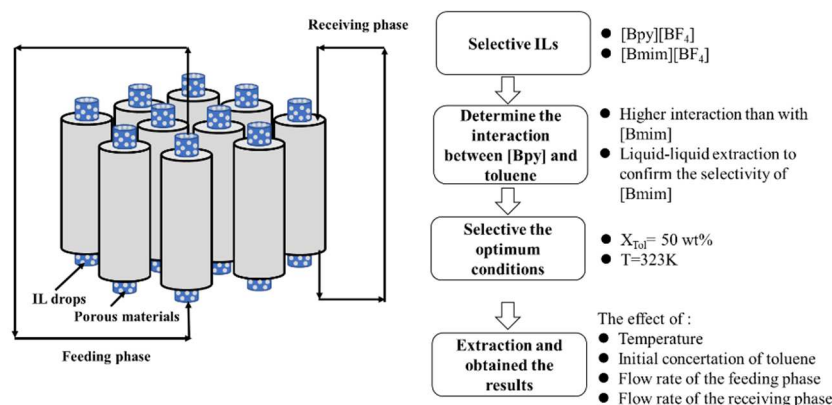 Receiving phase
IL drops
Porous materials
Feeding phase
Selective ILs
● [Bpy][BF₄]
● [Bmim][BF₄]
Determine the
interaction
between [Bpy] and
toluene
● Higher interaction than with
[Bmim]
● Liquid-liquid extraction to
confirm the selectivity of
[Bmim]
Selective the
optimum
conditions
● X_Tol= 50 wt%
● T=323K
Extraction and
obtained the
results
The effect of :
● Temperature
● Initial concertation of toluene
● Flow rate of the feeding phase
● Flow rate of the receiving phase